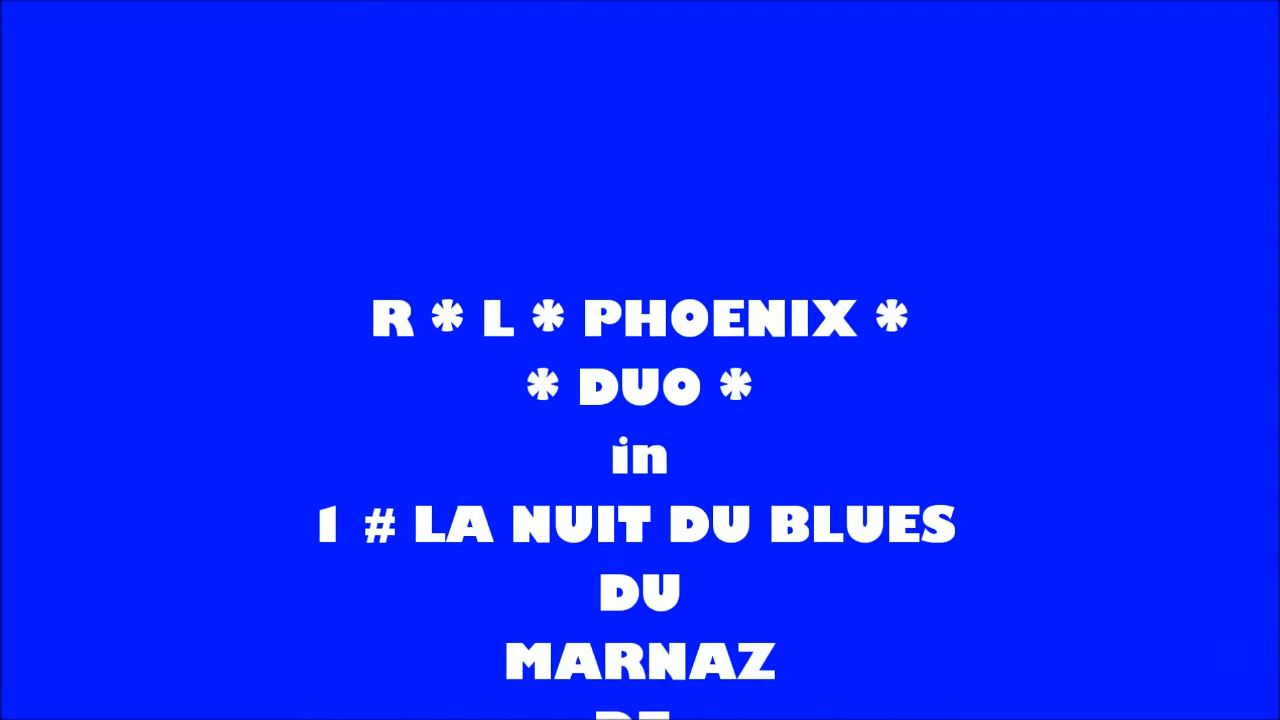 R * L * PHOENIX *
* DUO *
in
1 # LA NUIT DU BLUES
DU
MARNAZ